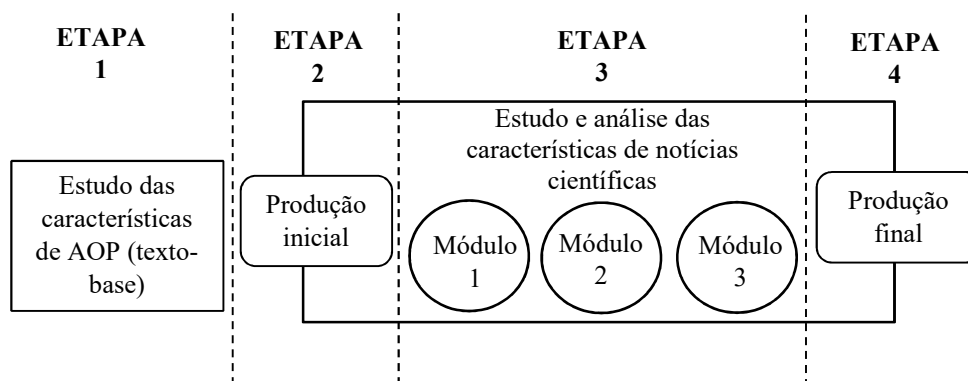 ETAPA
1
ETAPA
2
ETAPA
3
ETAPA
4
Estudo das
características
de AOP (texto-
base)
Produção
inicial
Estudo e análise das
características de notícias
científicas
Módulo
1
Módulo
2
Módulo
3
Produção
final